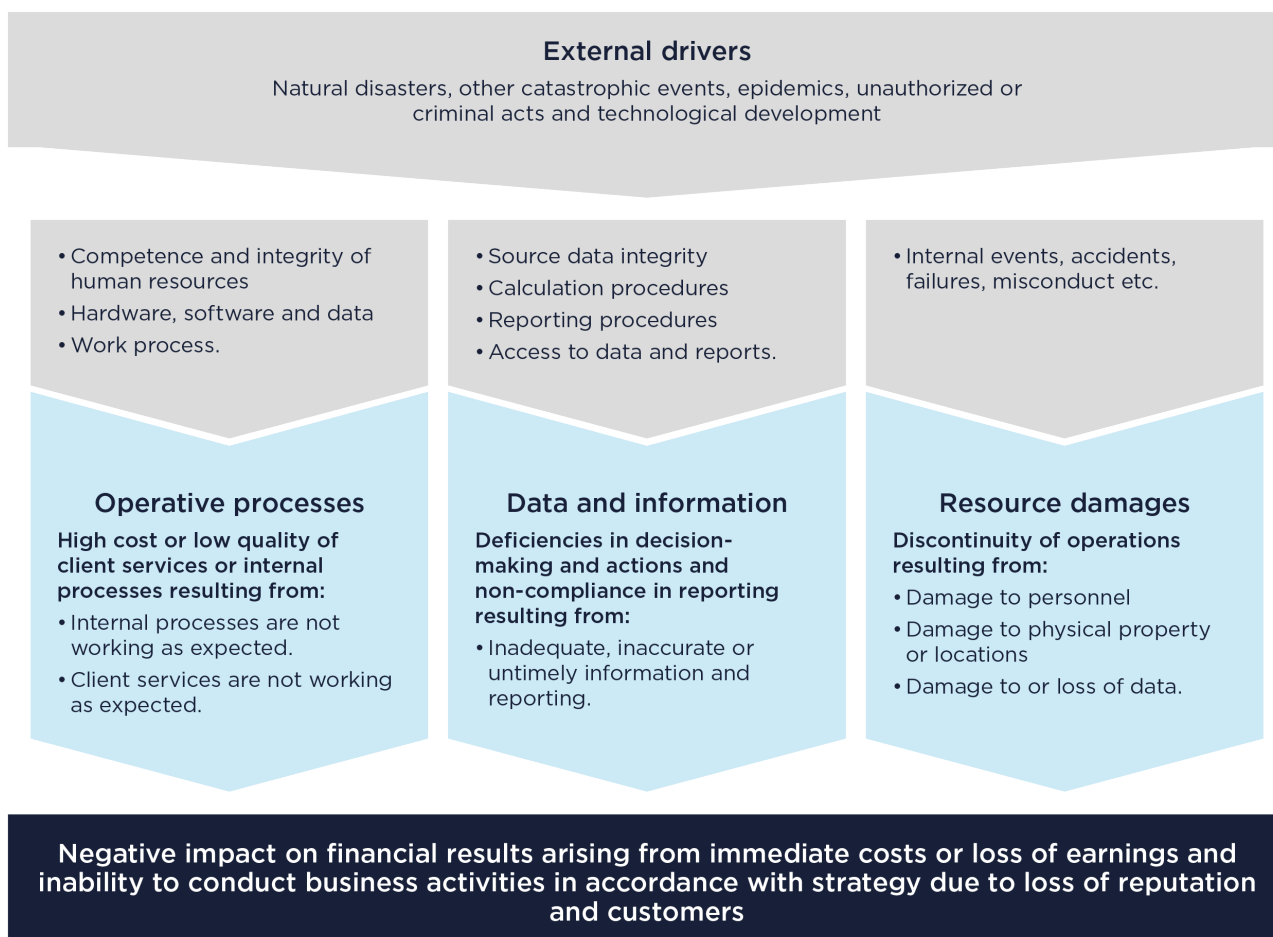 External drivers
Natural disasters, other catastrophic events, epidemics, unauthorized or
criminal acts and technological development
• Competence and integrity of
human resources
• Hardware, software and data
• Work process.
• Source data integrity
• Calculation procedures
• Reporting procedures
• Access to data and reports.
• Internal events, accidents,
failures, misconduct etc.
Operative processes
High cost or low quality of
client services or internal
processes resulting from:
• Internal processes are not
working as expected.
• Client services are not working
as expected.
Data and information
Deficiencies in decision-
making and actions and
non-compliance in reporting
resulting from:
• Inadequate, inaccurate or
untimely information and
reporting.
Resource damages
Discontinuity of operations
resulting from:
• Damage to personnel
• Damage to physical property
or locations
• Damage to or loss of data.
Negative impact on financial results arising from immediate costs or loss of earnings and
inability to conduct business activities in accordance with strategy due to loss of reputation
and customers